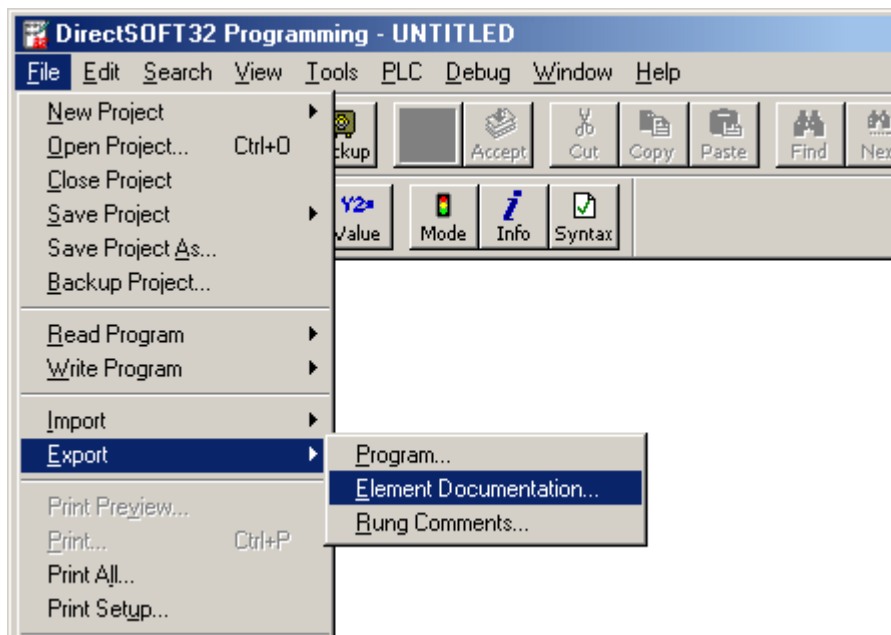 DirectSOFT32 Programming - UNTITLED
File Edit Search View Tools PLC Debug Window Help
New Project
Open Project... Ctrl+O
Close Project
Save Project
Save Project As...
Backup Project...
Read Program
Write Program
Import
Export
Print Preview...
Print... Ctrl+P
Print All...
Print Setup...
kup Accept Cut Copy Paste Find Nex
Y2=
Value Mode Info Syntax
Program...
Element Documentation...
Rung Comments...